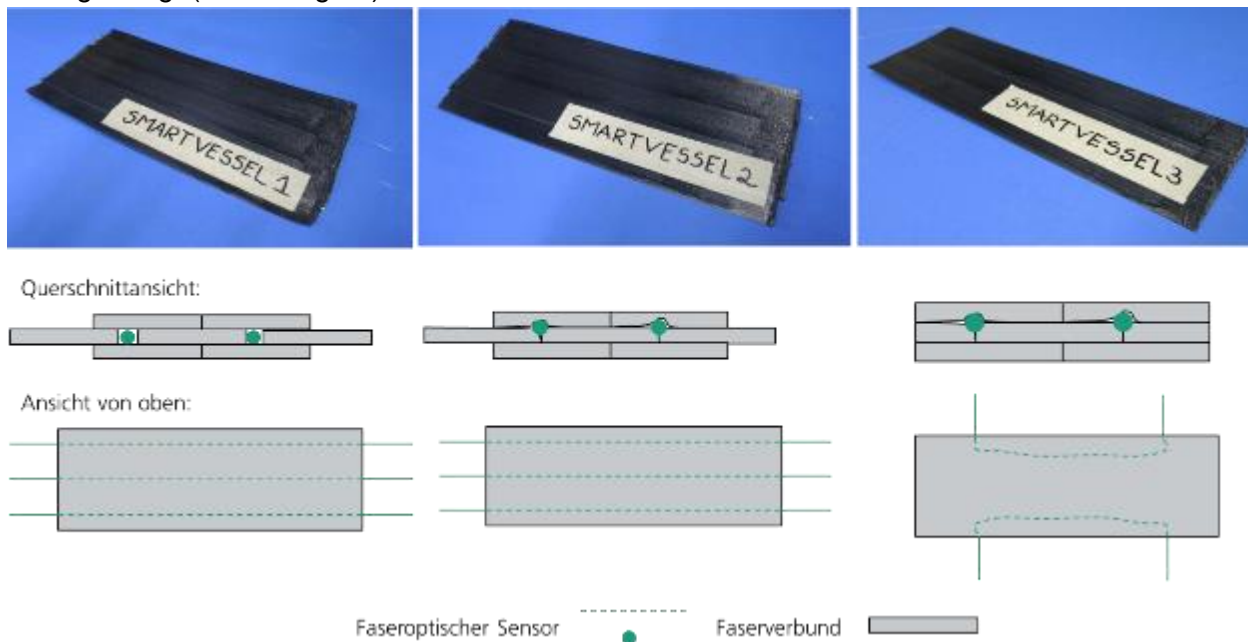 SMARTVESSEL 1
SMARTVESSEL 2
SMARTVESSEL 3
Querschnittansicht:
Ansicht von oben:
Faseroptischer Sensor
Faserverbund